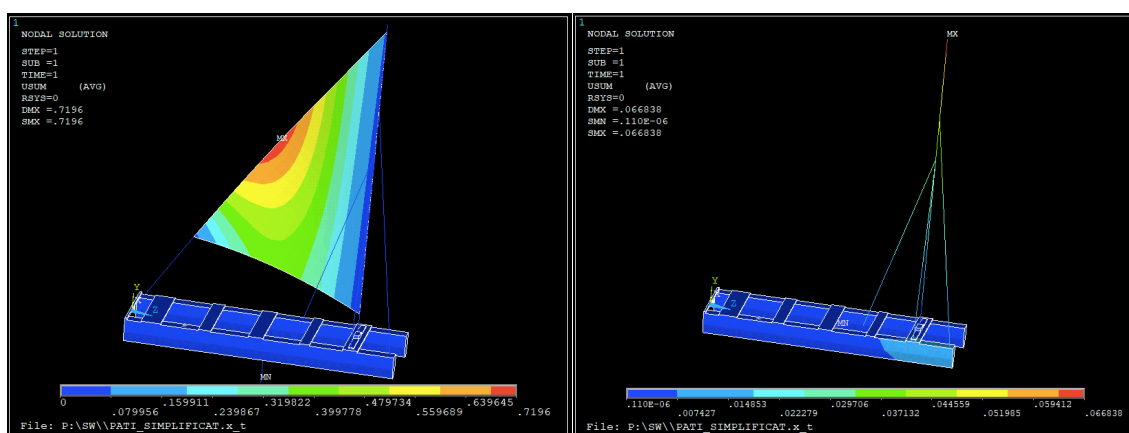 1
NODAL SOLUTION
STEP=1
SUB =1
TIME=1
USUM (AVG)
RSYS=0
DMX =.7196
SMX =.7196
MX
Y
Z
MN
0 .159911 .319822 .479734 .639645
.079956 .239867 .399778 .559689 .7196
File: P:\SW\\PATI_SIMPLIFICAT.x_t
1
NODAL SOLUTION
STEP=1
SUB =1
TIME=1
USUM (AVG)
RSYS=0
DMX =.066838
SMN =.110E-06
SMX =.066838
MX
Y
Z
MN
.110E-06 .014853 .029706 .044559 .059412
.007427 .022279 .037132 .051985 .066838
File: P:\SW\\PATI_SIMPLIFICAT.x_t